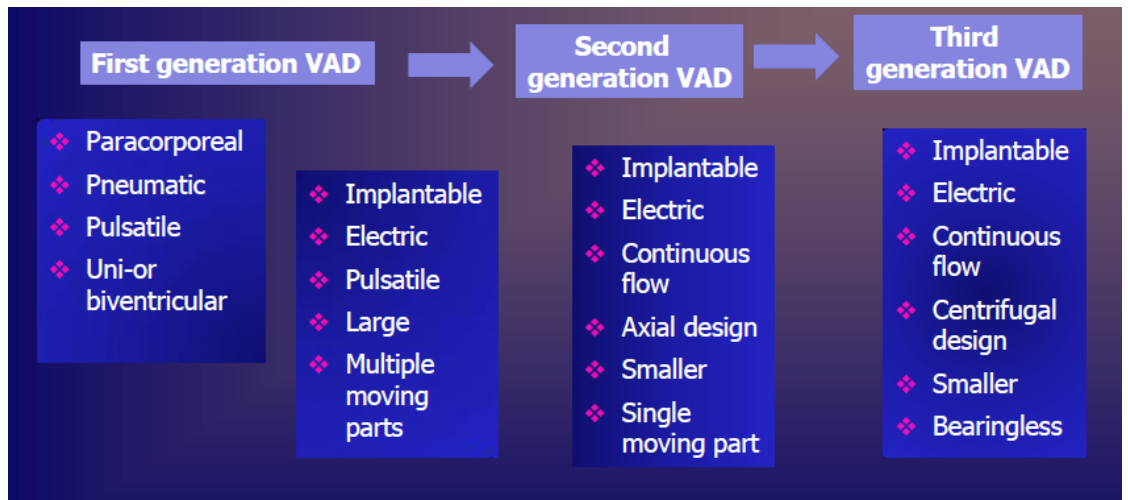 First generation VAD
Second
generation VAD
Third
generation VAD
Paracorporeal
Pneumatic
Pulsatile
Uni-or
biventricular
Implantable
Electric
Pulsatile
Large
Multiple
moving
parts
Implantable
Electric
Continuous
flow
Axial design
Smaller
Single
moving part
Implantable
Electric
Continuous
flow
Centrifugal
design
Smaller
Bearingless